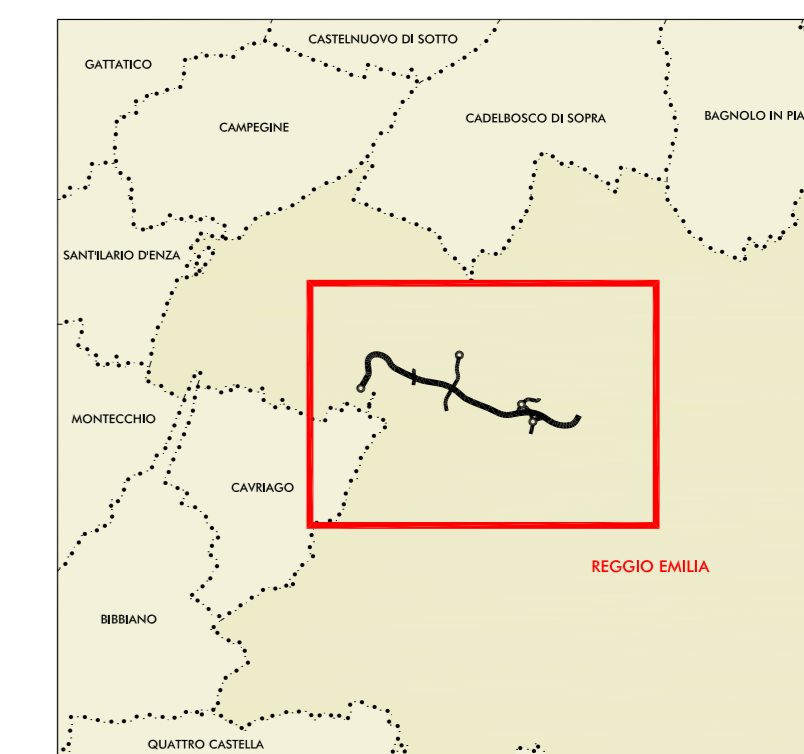 CASTELNUOVO DI SOTTO
GATTATICO
CAMPEGINE
CADELBOSCO DI SOPRA
BAGNOLO IN PIA
SANT'ILARIO D'ENZA
MONTECCHIO
CAVRIAGO
REGGIO EMILIA
BIBBIANO
QUATTRO CASTELLA